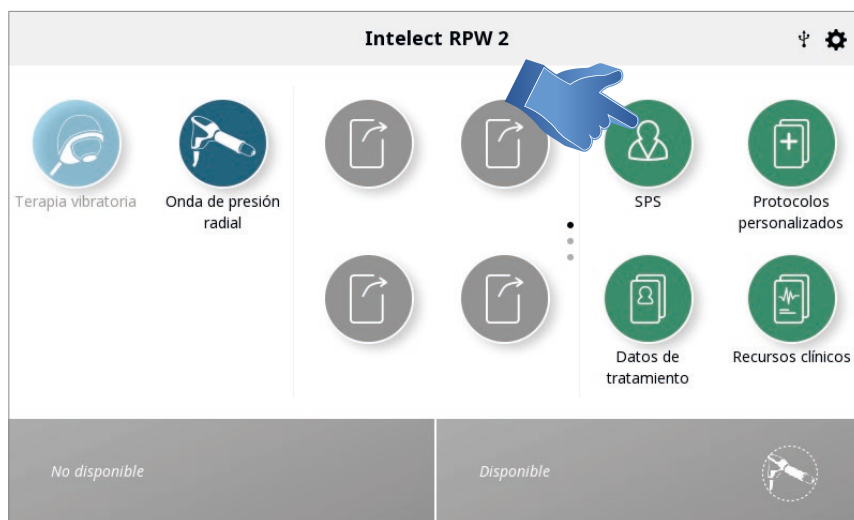 Intelect RPW 2
Terapia vibratoria
Onda de presión
radial
SPS
Protocolos
personalizados
Datos de
tratamiento
Recursos clínicos
No disponible
Disponible